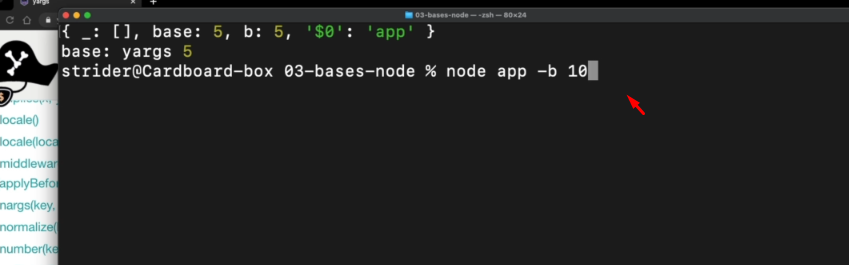 yargs
03-bases-node — -zsh — 80×24
{ _: [], base: 5, b: 5, '$0': 'app' }
base: yargs 5
strider@Cardboard-box 03-bases-node % node app -b 10
locale()
locale(loca
middlewar
applyBefo
nargs(key,
normalize(
number(ke